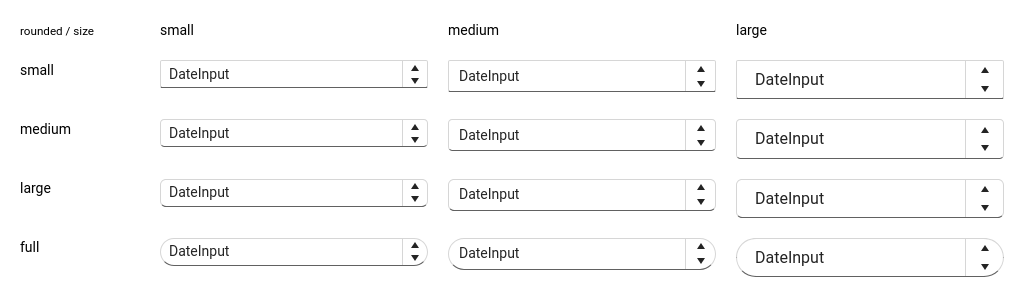 rounded / size small medium large
small DateInput DateInput DateInput
medium DateInput DateInput DateInput
large DateInput DateInput DateInput
full DateInput DateInput DateInput